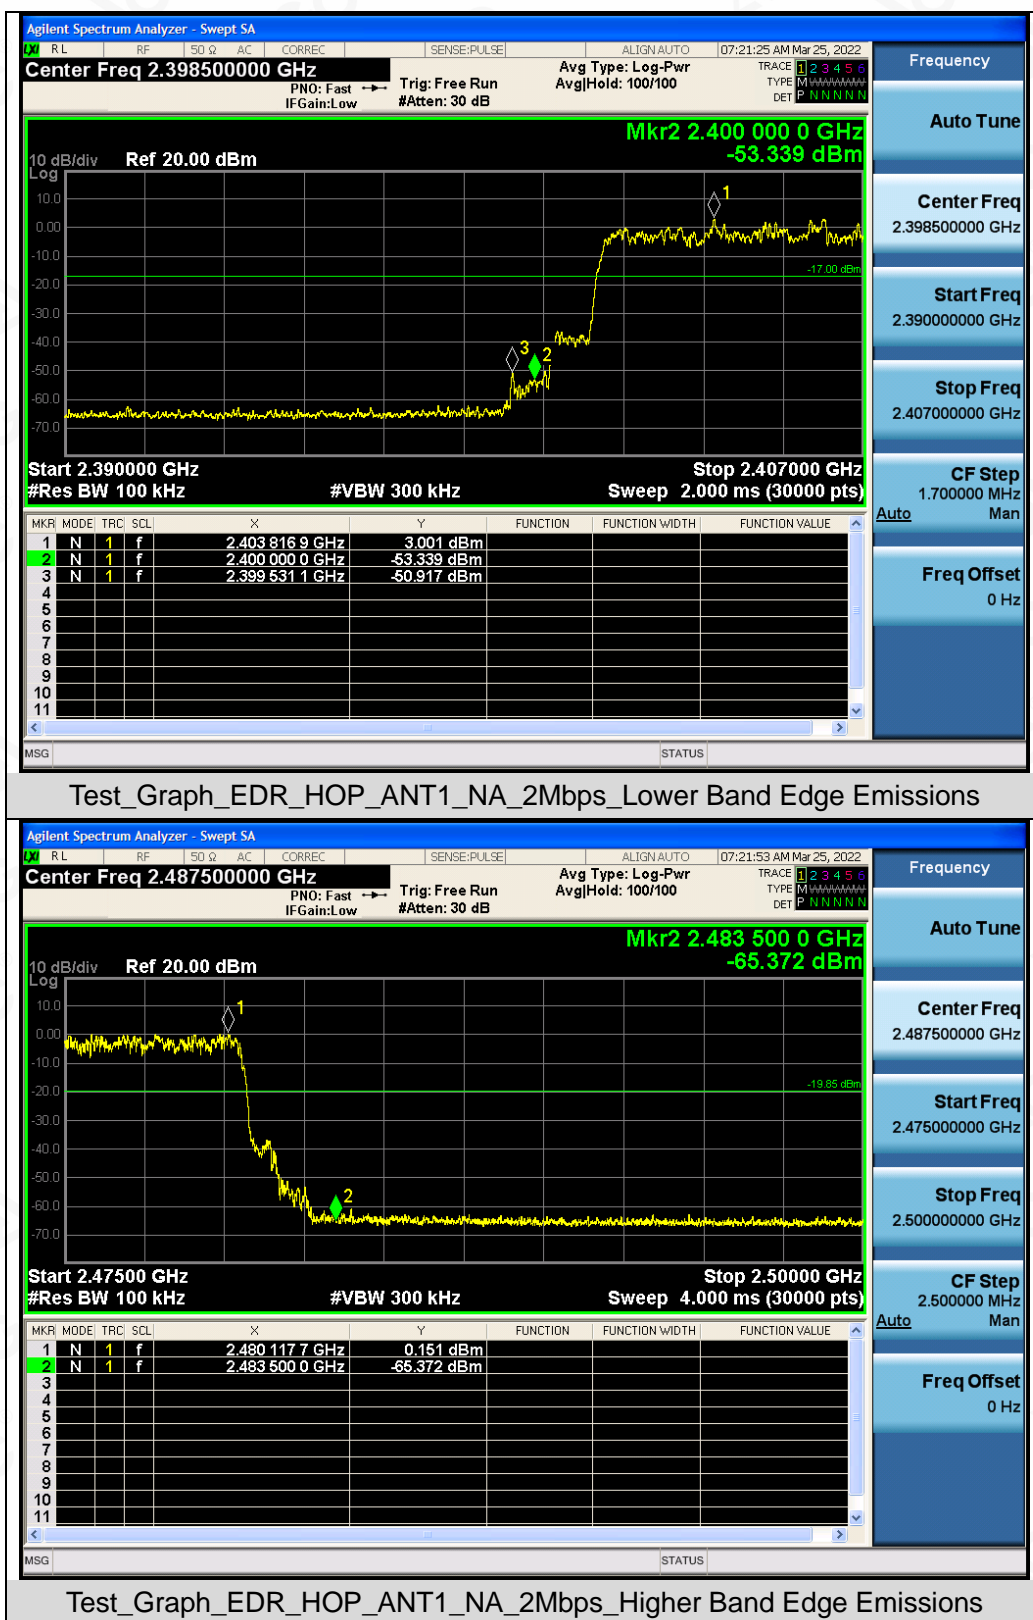 Agilent Spectrum Analyzer - Swept SA
LXI RL RF 50 Ω AC CORREC SENSE:PULSE ALIGNAUTO 07:21:25 AM Mar 25, 2022
Center Freq 2.398500000 GHz
PNO: Fast
IFGain:Low
Trig: Free Run
#Atten: 30 dB
Avg Type: Log-Pwr
Avg|Hold: 100/100
TRACE 1 2 3 4 5 6
TYPE M WWWWW
DET P N N N N N
Frequency
Auto Tune
Center Freq
2.398500000 GHz
Start Freq
2.390000000 GHz
Stop Freq
2.407000000 GHz
CF Step
1.700000 MHz
Auto Man
Freq Offset
0 Hz
Mkr2 2.400 000 0 GHz
-53.339 dBm
10 dB/div Ref 20.00 dBm
Log
10.0
0.00
-10.0
-20.0
-30.0
-40.0
-50.0
-60.0
-70.0
1
-17.00 dBm
3
2
Start 2.390000 GHz Stop 2.407000 GHz
#Res BW 100 kHz #VBW 300 kHz Sweep 2.000 ms (30000 pts)
MKR MODE TRC SCL X Y FUNCTION FUNCTION WIDTH FUNCTION VALUE
1 N 1 f 2.403 816 9 GHz 3.001 dBm
2 N 1 f 2.400 000 0 GHz -53.339 dBm
3 N 1 f 2.399 531 1 GHz -50.917 dBm
4
5
6
7
8
9
10
11
MSG STATUS
Test_Graph_EDR_HOP_ANT1_NA_2Mbps_Lower Band Edge Emissions
Agilent Spectrum Analyzer - Swept SA
LXI RL RF 50 Ω AC CORREC SENSE:PULSE ALIGNAUTO 07:21:53 AM Mar 25, 2022
Center Freq 2.487500000 GHz
PNO: Fast
IFGain:Low
Trig: Free Run
#Atten: 30 dB
Avg Type: Log-Pwr
Avg|Hold: 100/100
TRACE 1 2 3 4 5 6
TYPE M WWWWW
DET P N N N N N
Frequency
Auto Tune
Center Freq
2.487500000 GHz
Start Freq
2.475000000 GHz
Stop Freq
2.500000000 GHz
CF Step
2.500000 MHz
Auto Man
Freq Offset
0 Hz
Mkr2 2.483 500 0 GHz
-65.372 dBm
10 dB/div Ref 20.00 dBm
Log
10.0
0.00
-10.0
-20.0
-30.0
-40.0
-50.0
-60.0
-70.0
1
-19.85 dBm
2
Start 2.47500 GHz Stop 2.50000 GHz
#Res BW 100 kHz #VBW 300 kHz Sweep 4.000 ms (30000 pts)
MKR MODE TRC SCL X Y FUNCTION FUNCTION WIDTH FUNCTION VALUE
1 N 1 f 2.480 117 7 GHz 0.151 dBm
2 N 1 f 2.483 500 0 GHz -65.372 dBm
3
4
5
6
7
8
9
10
11
MSG STATUS
Test_Graph_EDR_HOP_ANT1_NA_2Mbps_Higher Band Edge Emissions